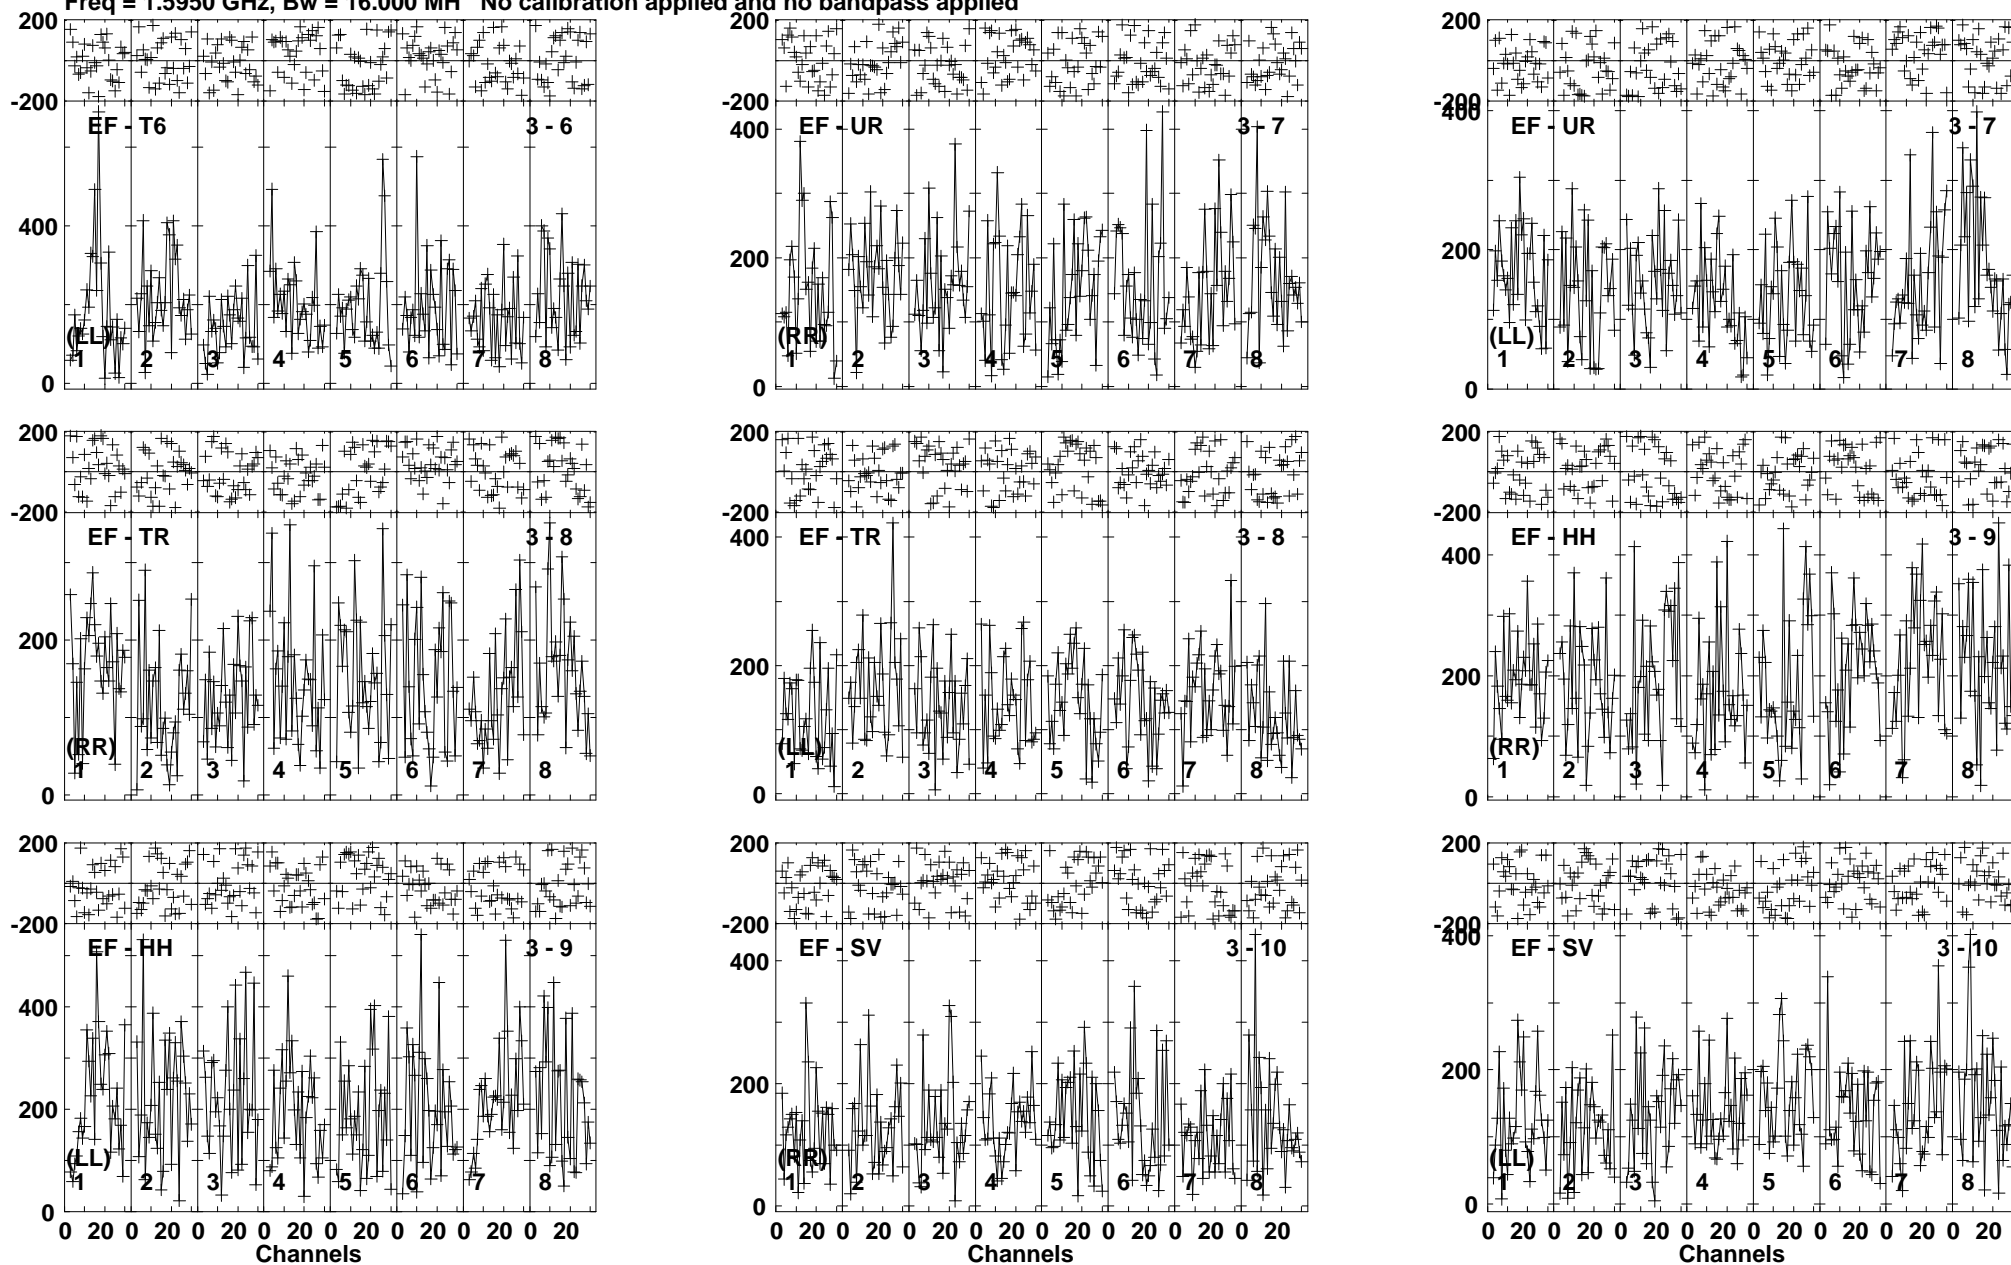 Freq = 1.5950 GHz, Bw = 16.000 MH No calibration applied and no bandpass applied
200 200 200
-200 -200 -200
EF - T6 3 - 6 EF - UR 3 - 7 EF - UR 3 - 7
400 400 400
200 200
(LL) (RR) (LL)
1 2 3 4 5 6 7 8 1 2 3 4 5 6 7 8 1 2 3 4 5 6 7 8
0 0 0
200 200 200
-200 -200 -200
EF - TR 3 - 8 EF - TR 3 - 8 EF - HH 3 - 9
400 400
200 200 200
(RR) (LL) (RR)
1 2 3 4 5 6 7 8 1 2 3 4 5 6 7 8 1 2 3 4 5 6 7 8
0 0 0
200 200 200
-200 -200 -200
EF - HH 3 - 9 EF - SV 3 - 10 EF - SV 3 - 10
400 400 400
200 200 200
(LL) (RR) (LL)
1 2 3 4 5 6 7 8 1 2 3 4 5 6 7 8 1 2 3 4 5 6 7 8
0 0 0
0 20 0 20 0 20 0 20 0 20 0 20 0 20 0 20 0 20 0 20 0 20 0 20 0 20 0 20 0 20 0 20 0 20 0 20 0 20 0 20 0 20 0 20 0 20 0 20
Channels Channels Channels